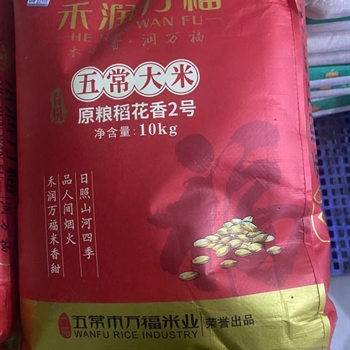 禾润万福
HE RUN WAN FU
禾香·润万福
五常大米
原粮稻花香2号
净含量:10kg
日照山河四季
品人间烟火
禾润万福米香甜
福
五常市万福米业
荣誉出品
WANFU RICE INDUSTRY